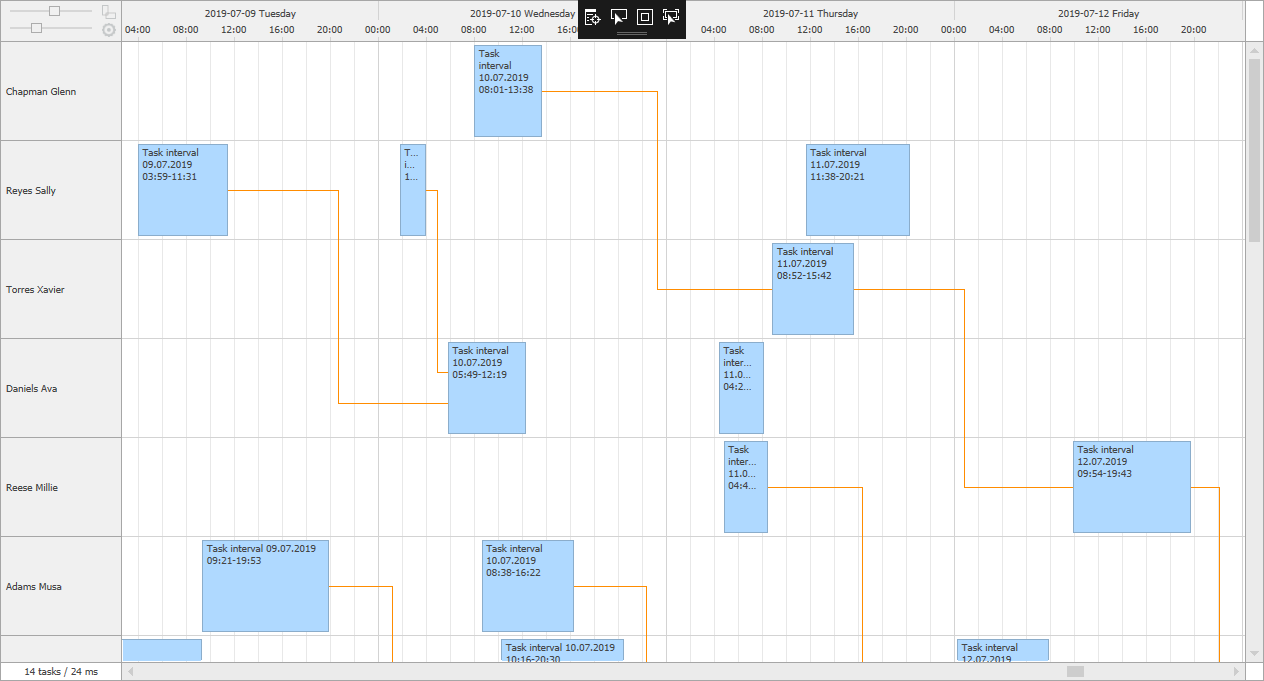 2019-07-09 Tuesday 2019-07-10 Wednesday 2019-07-11 Thursday 2019-07-12 Friday
04:00 08:00 12:00 16:00 20:00 00:00 04:00 08:00 12:00 16:0 04:00 08:00 12:00 16:00 20:00 00:00 04:00 08:00 12:00 16:00 20:00
Chapman Glenn
Task
interval
10.07.2019
08:01-13:38
Reyes Sally
Task interval
09.07.2019
03:59-11:31
T...
i...
1...
Task interval
11.07.2019
11:38-20:21
Torres Xavier
Task interval
11.07.2019
08:52-15:42
Daniels Ava
Task interval
10.07.2019
05:49-12:19
Task
inter...
11.0...
04:2...
Reese Millie
Task
inter...
11.0...
04:4...
Task interval
12.07.2019
09:54-19:43
Adams Musa
Task interval 09.07.2019
09:21-19:53
Task interval
10.07.2019
08:38-16:22
Task interval 10.07.2019
10:16-20:30
Task interval
12.07.2019
14 tasks / 24 ms